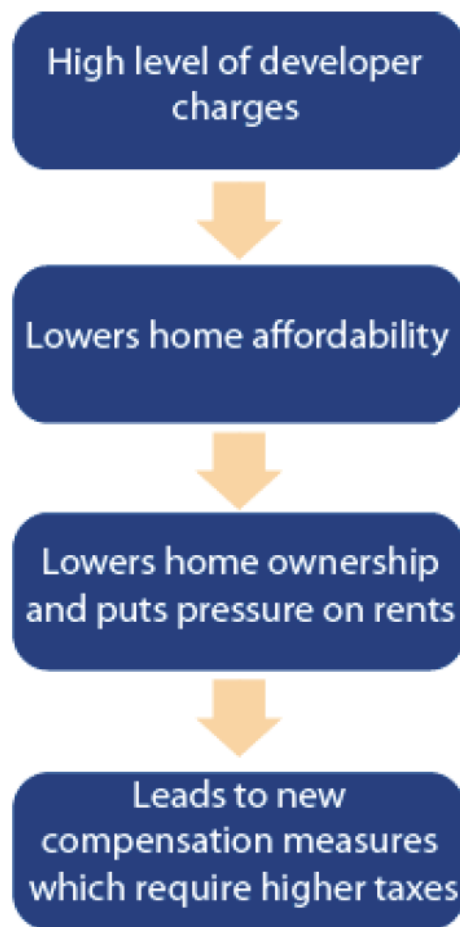 High level of developer
charges
Lowers home affordability
Lowers home ownership
and puts pressure on rents
Leads to new
compensation measures
which require higher taxes